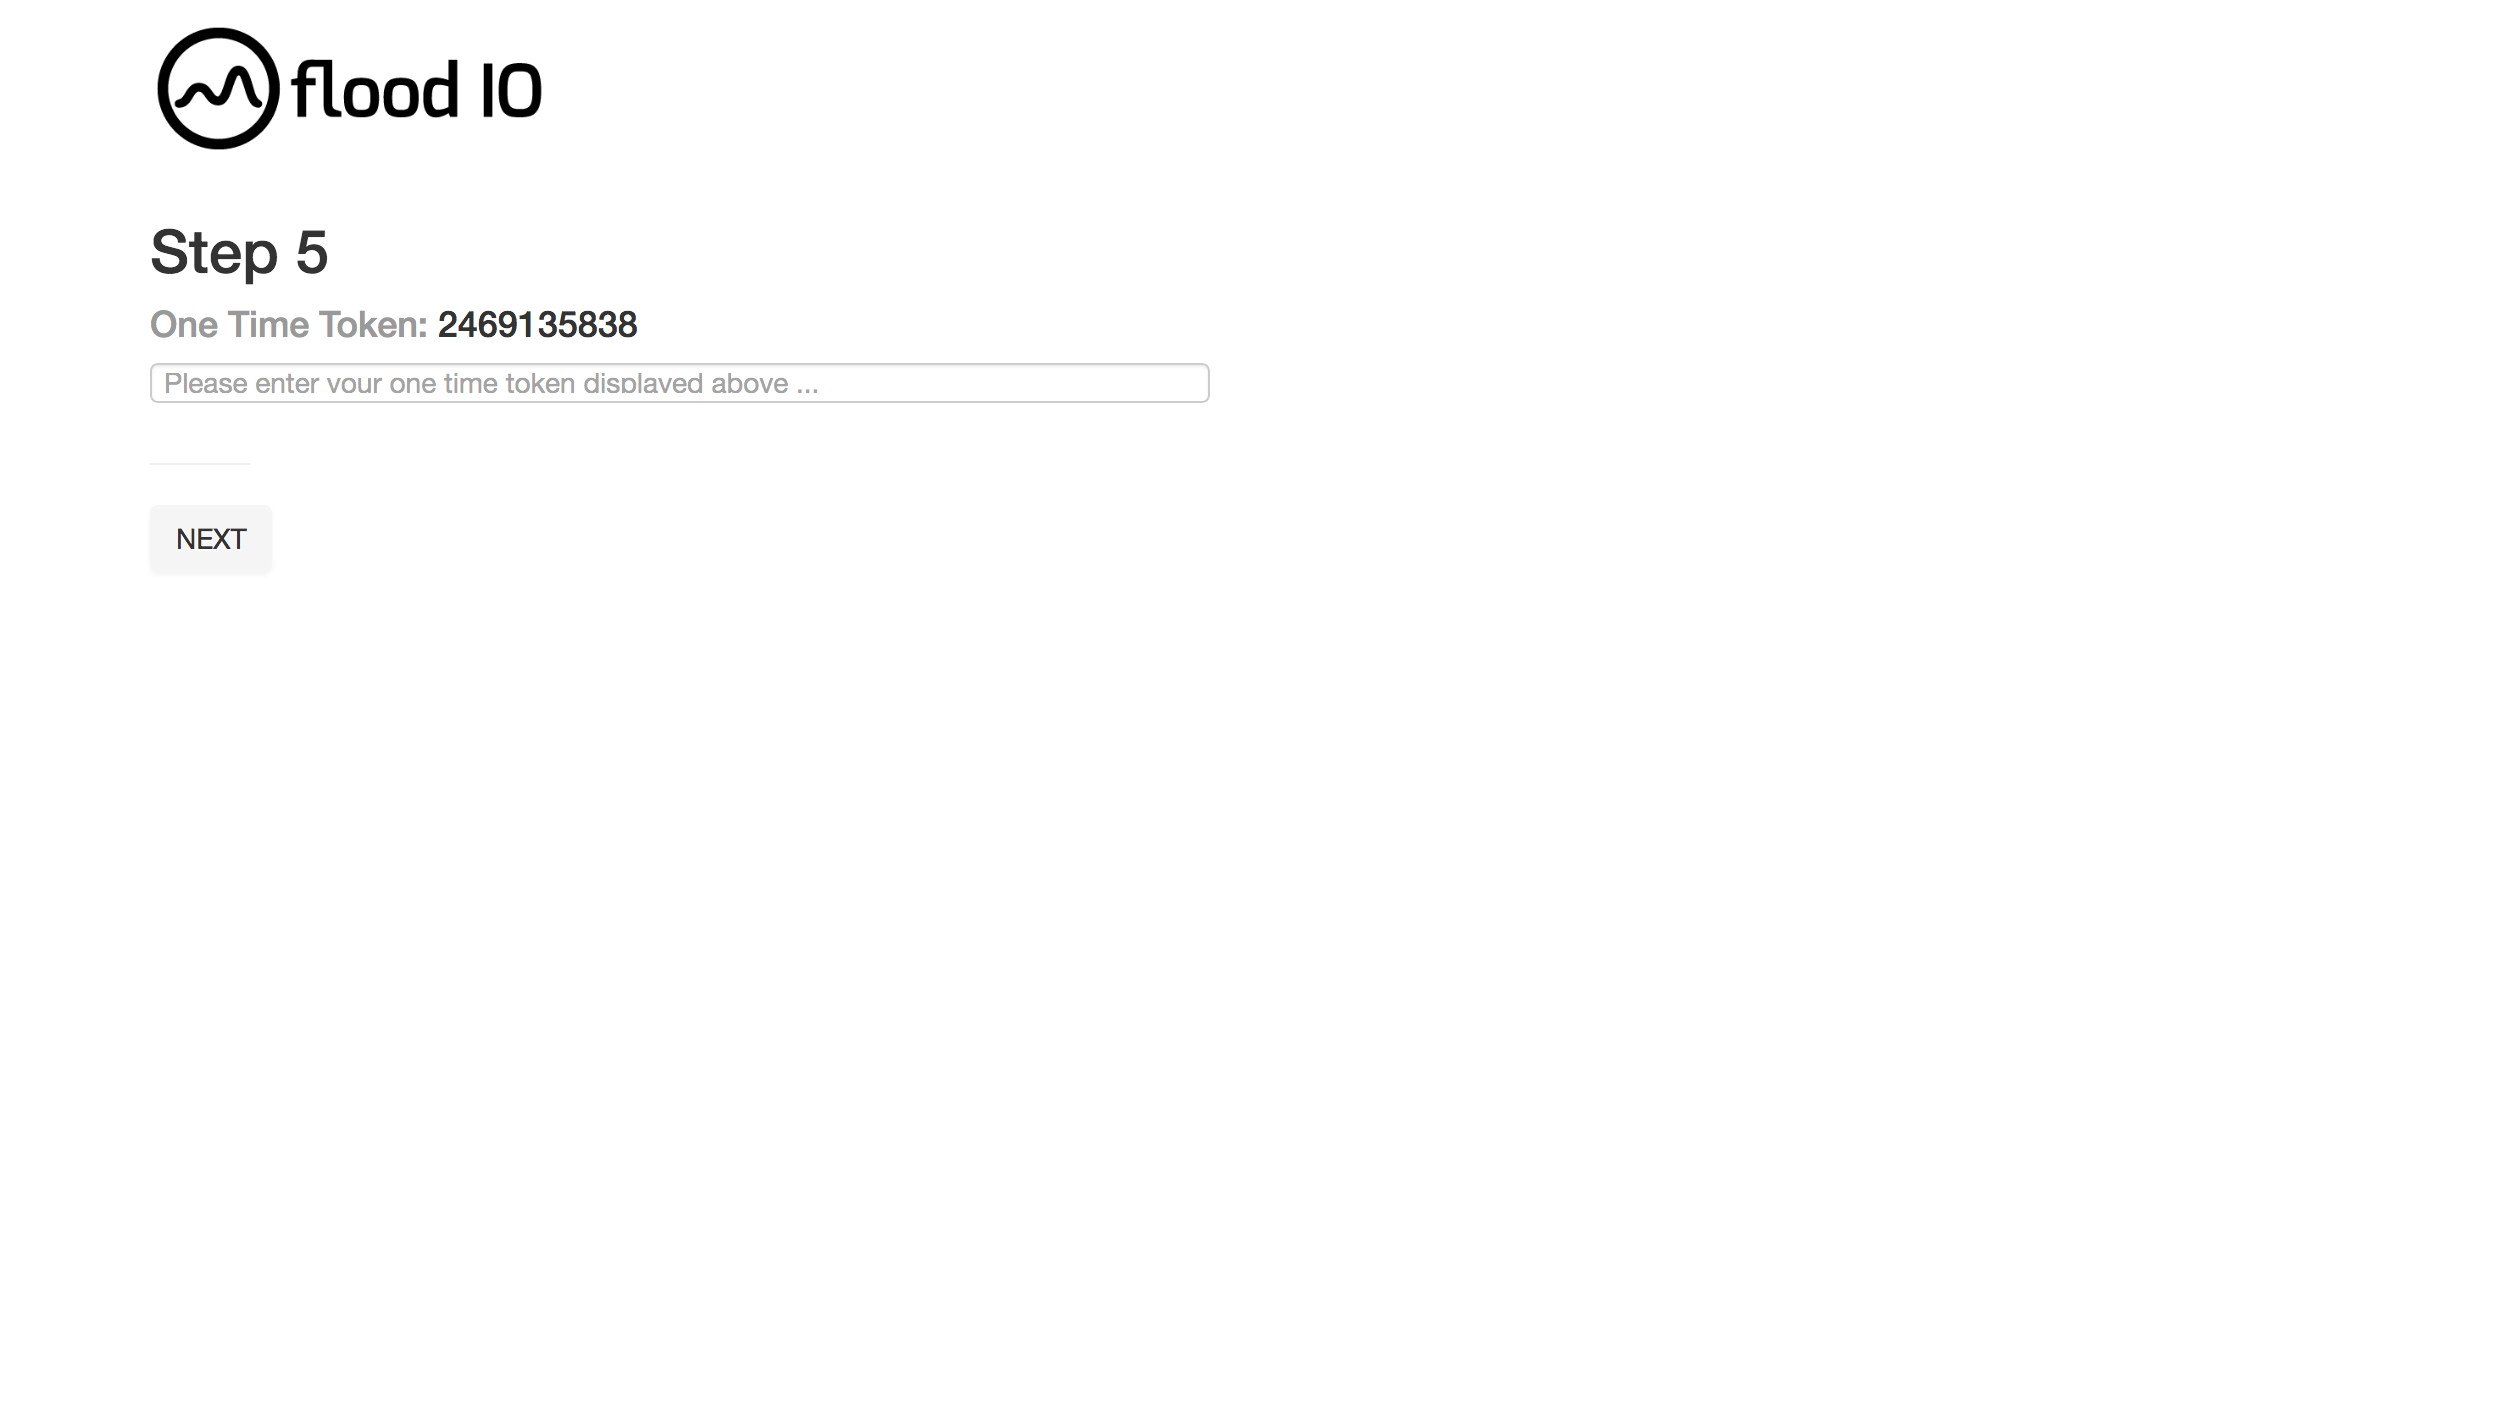 flood IO
Step 5
One Time Token: 2469135838
Please enter your one time token displayed above ...
NEXT